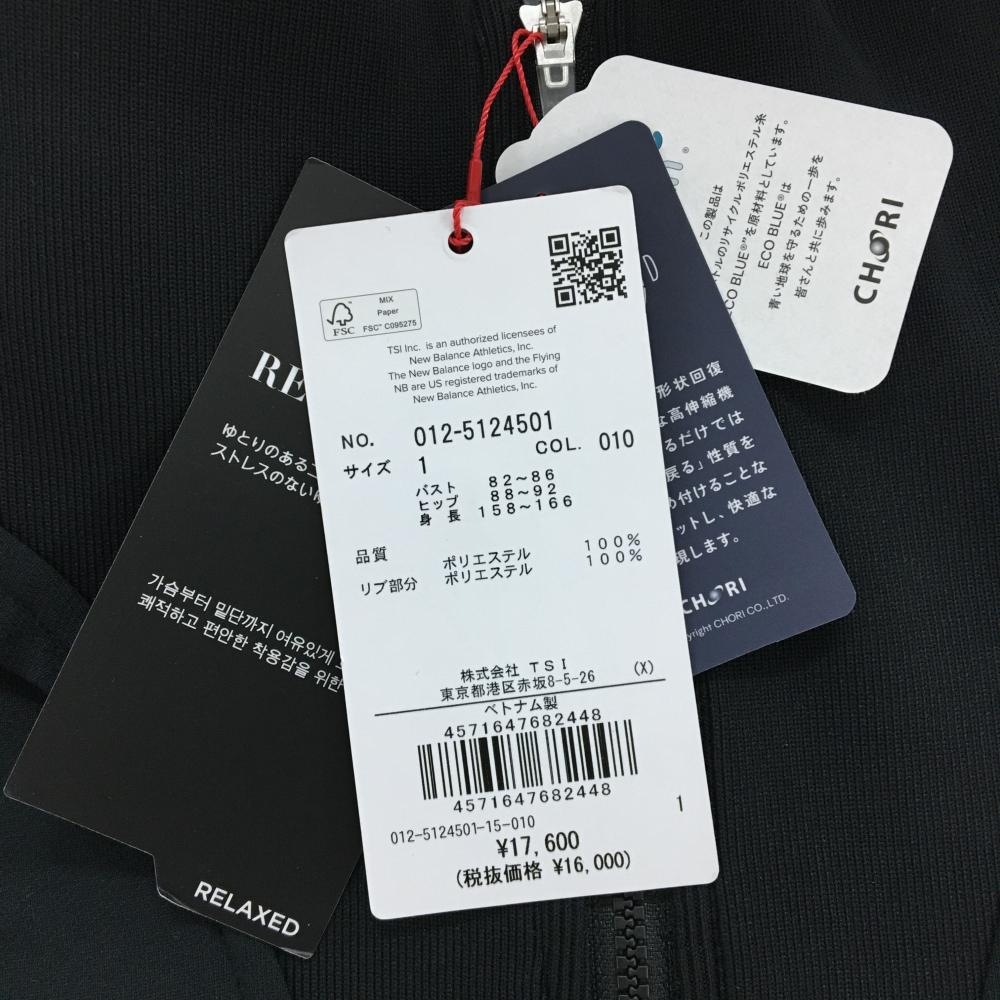 MIX
Paper
FSC™ C095275
FSC
TSI Inc. is an authorized licensees of
New Balance Athletics, Inc.
The New Balance logo and the Flying
NB are US registered trademarks of
New Balance Athletics, Inc.
NO. 012-5124501
サイズ 1 COL. 010
バスト 82~86
ヒップ 88~92
身長 158~166
品質 ポリエステル 100%
リブ部分 ポリエステル 100%
株式会社 TSI (X)
東京都港区赤坂8-5-26
ベトナム製
4571647682448
4571647682448
012-5124501-15-010 1
¥17,600
(税抜価格 ¥16,000)
RE
ゆとりのある
ストレスのない
가슴부터 밑단까지 여유있게
쾌적하고 편안한 착용감을 위한
RELAXED
D
形状回復
な高伸縮機
るだけでは
戻る」性質を
め付けることな
ットし、快適な
現します。
CHORI
yright CHORI CO.,LTD.
この製品は
トルのリサイクルポリエステル糸
ECO BLUE®"を原材料としています。
ECO BLUE®は
青い地球を守るための一歩を
皆さんと共に歩みます。
CHORI